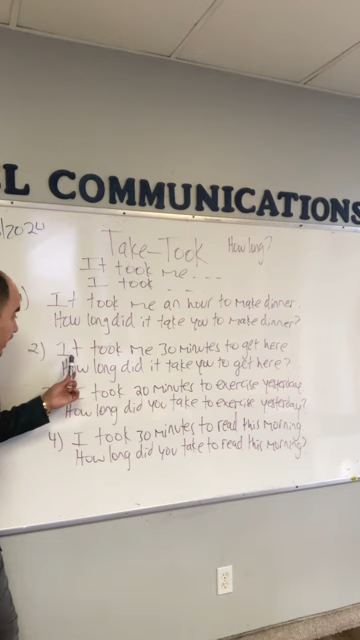 L COMMUNICATIONS
/2024
Take-Took How long?
It took me ...
I took ...
) It took me an hour to make dinner.
How long did it take you to make dinner?
2) It took me 30 minutes to get here
How long did it take you to get here?
took 20 minutes to exercise yesterday
How long did you take to exercise yesterday?
4) I took 30 minutes to read this morning
How long did you take to read this morning?